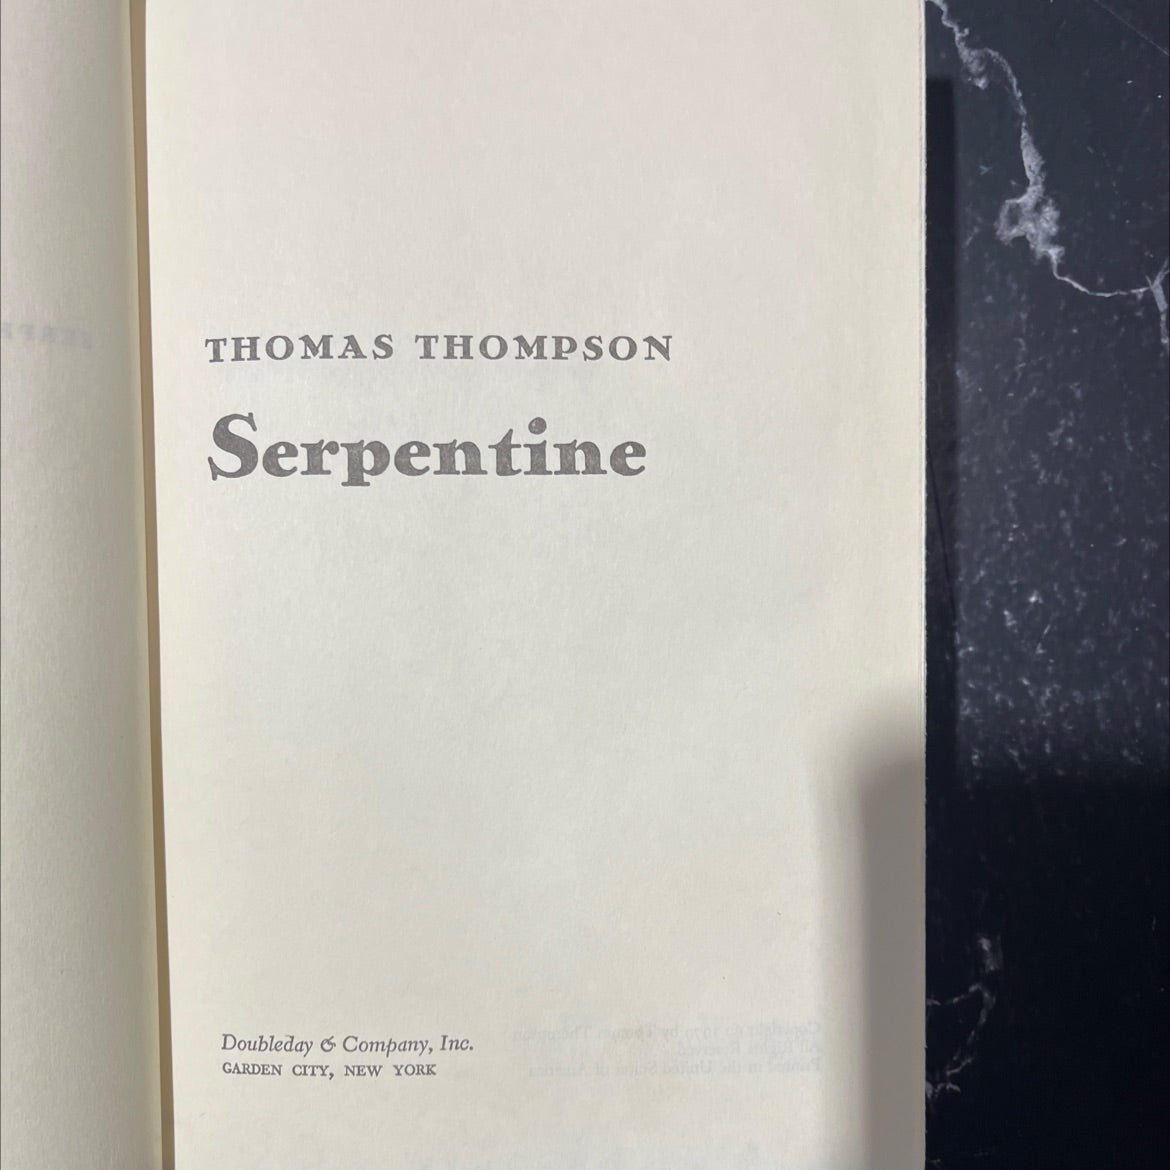 THOMAS THOMPSON
Serpentine
Doubleday & Company, Inc.
GARDEN CITY, NEW YORK